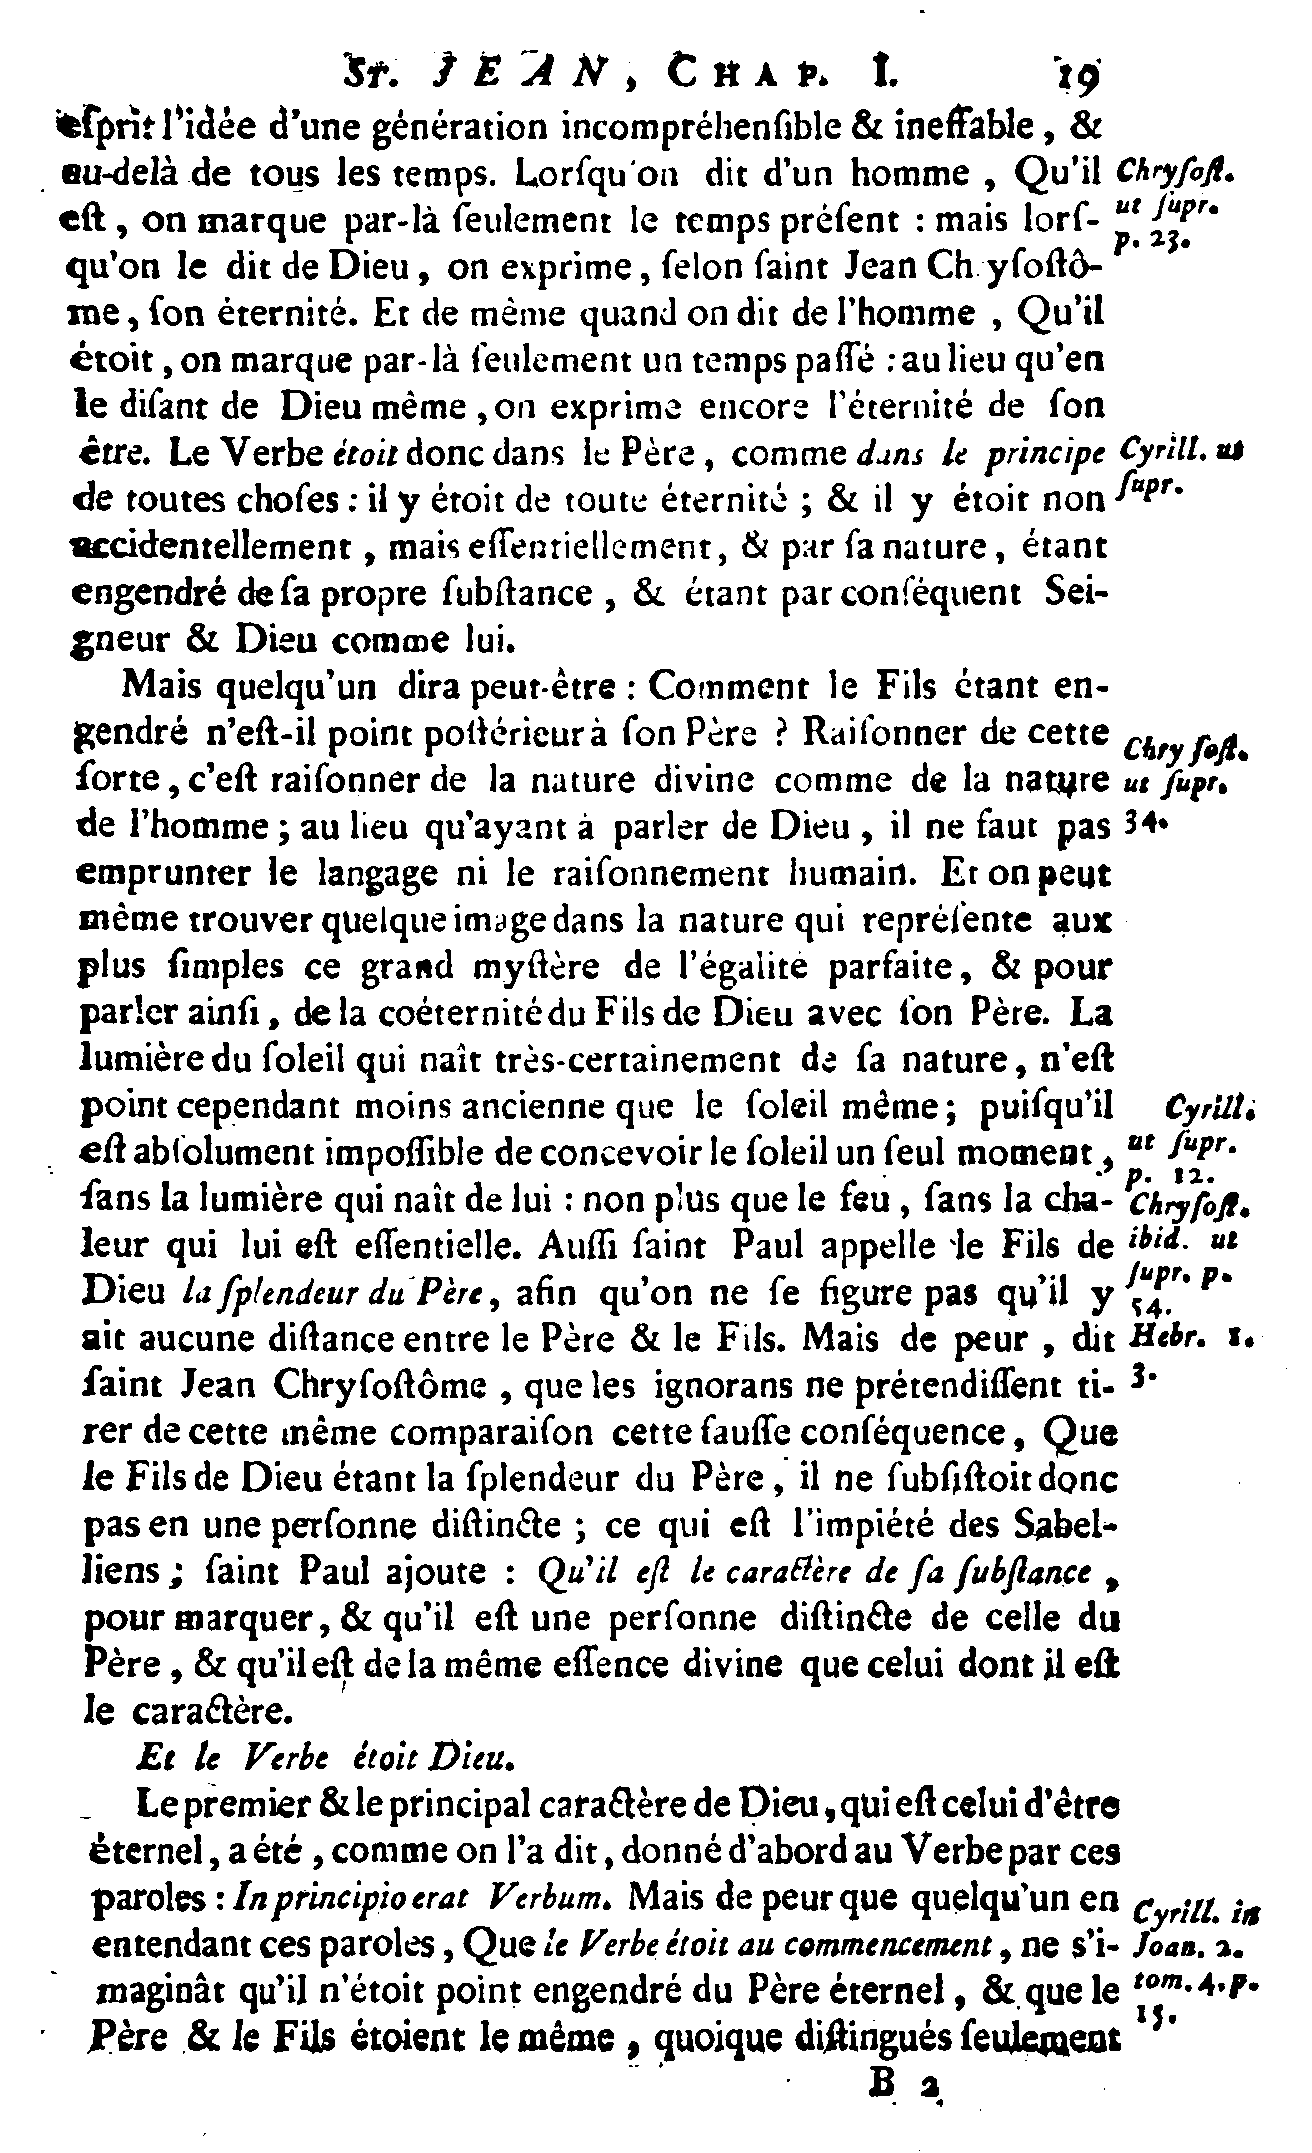 St. JEAN, CHAP. I. 19
eſprit l'idée d'une génération incompréhenſible & ineffable, &
au-delà de tous les temps. Lorſqu'on dit d'un homme, Qu'il
eſt, on marque par-là ſeulement le temps préſent : mais lorſ-
qu'on le dit de Dieu, on exprime, ſelon ſaint Jean Chryſoſtô-
me, ſon éternité. Et de même quand on dit de l'homme, Qu'il
étoit, on marque par-là ſeulement un temps paſſé : au lieu qu'en
le diſant de Dieu même, on exprime encore l'éternité de ſon
être. Le Verbe étoit donc dans le Père, comme dans le principe
de toutes choſes : il y étoit de toute éternité ; & il y étoit non
accidentellement, mais eſſentiellement, & par ſa nature, étant
engendré de ſa propre ſubſtance, & étant par conſéquent Sei-
gneur & Dieu comme lui.
Mais quelqu'un dira peut-être : Comment le Fils étant en-
gendré n'eſt-il point poſtérieur à ſon Père ? Raiſonner de cette
ſorte, c'eſt raiſonner de la nature divine comme de la nature
de l'homme ; au lieu qu'ayant à parler de Dieu, il ne faut pas
emprunter le langage ni le raiſonnement humain. Et on peut
même trouver quelque image dans la nature qui repréſente aux
plus ſimples ce grand myſtère de l'égalité parfaite, & pour
parler ainſi, de la coéternité du Fils de Dieu avec ſon Père. La
lumière du ſoleil qui naît très-certainement de ſa nature, n'eſt
point cependant moins ancienne que le ſoleil même ; puiſqu'il
eſt abſolument impoſſible de concevoir le ſoleil un ſeul moment,
ſans la lumière qui naît de lui : non plus que le feu, ſans la cha-
leur qui lui eſt eſſentielle. Auſſi ſaint Paul appelle le Fils de
Dieu la ſplendeur du Père, afin qu'on ne ſe figure pas qu'il y
ait aucune diſtance entre le Père & le Fils. Mais de peur, dit
ſaint Jean Chryſoſtôme, que les ignorans ne prétendiſſent ti-
rer de cette même comparaiſon cette fauſſe conſéquence, Que
le Fils de Dieu étant la ſplendeur du Père, il ne ſubſiſtoit donc
pas en une perſonne diſtincte ; ce qui eſt l'impiété des Sabel-
liens ; ſaint Paul ajoute : Qu'il eſt le caractère de ſa ſubſtance,
pour marquer, & qu'il eſt une perſonne diſtincte de celle du
Père, & qu'il eſt de la même eſſence divine que celui dont il eſt
le caractère.
Et le Verbe étoit Dieu.
Le premier & le principal caractère de Dieu, qui eſt celui d'être
éternel, a été, comme on l'a dit, donné d'abord au Verbe par ces
paroles : In principio erat Verbum. Mais de peur que quelqu'un en
entendant ces paroles, Que le Verbe étoit au commencement, ne s'i-
maginât qu'il n'étoit point engendré du Père éternel, & que le
Père & le Fils étoient le même, quoique diſtingués ſeulement
B 2
Chryſoſt.
ut ſupr.
p. 23.
Cyrill. ut
ſupr.
Chryſoſt.
ut ſupr.
34.
Cyrill.
ut ſupr.
p. 12.
Chryſoſt.
ibid. ut
ſupr. p.
54.
Hebr. 1.
3.
Cyrill. in
Joan. 2.
tom. 4. p.
15.